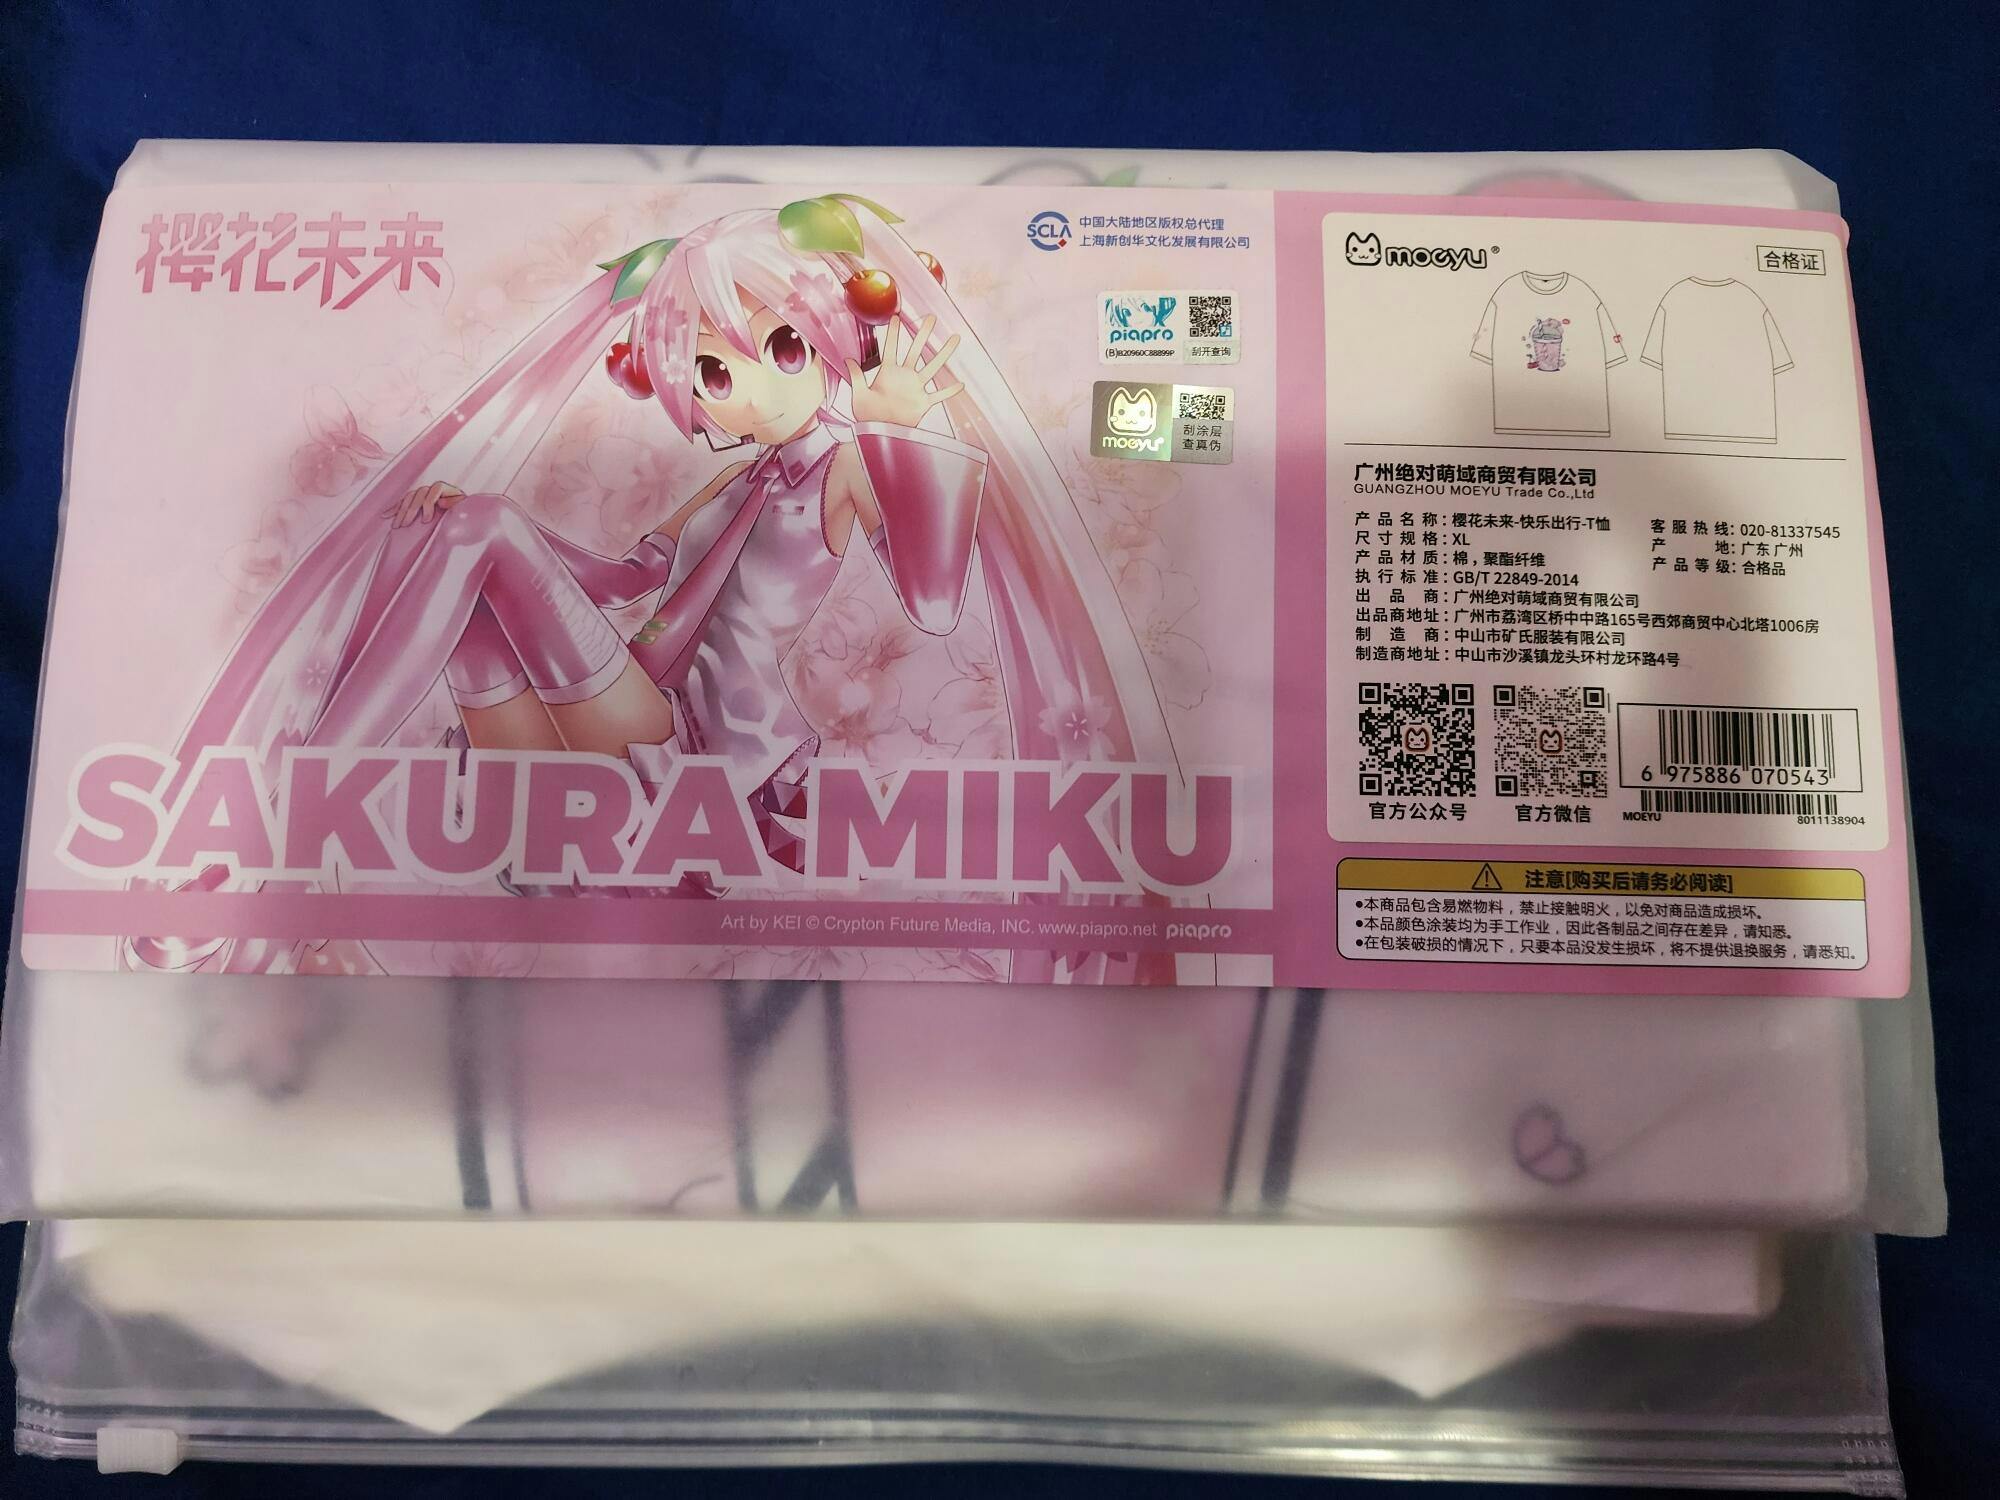 樱花未来
SCLA
中国大陆地区版权总代理
上海新创华文化发展有限公司
piapro
(B)B20960C88899P 刮开查询
moeyu®
刮涂层
查真伪
SAKURA MIKU
Art by KEI © Crypton Future Media, INC. www.piapro.net piapro
moeyu®
合格证
广州绝对萌域商贸有限公司
GUANGZHOU MOEYU Trade Co.,Ltd
产品名称：樱花未来-快乐出行-T恤
尺寸规格：XL
产品材质：棉，聚酯纤维
执行标准：GB/T 22849-2014
出品商：广州绝对萌域商贸有限公司
出品商地址：广州市荔湾区桥中中路165号西郊商贸中心北塔1006房
制造商：中山市矿氏服装有限公司
制造商地址：中山市沙溪镇龙头环村龙环路4号
客服热线：020-81337545
产地：广东 广州
产品等级：合格品
官方公众号
官方微信
6 975886 070543
MOEYU
8011138904
注意[购买后请务必阅读]
●本商品包含易燃物料，禁止接触明火，以免对商品造成损坏。
●本品颜色涂装均为手工作业，因此各制品之间存在差异，请知悉。
●在包装破损的情况下，只要本品没发生损坏，将不提供退换服务，请悉知。